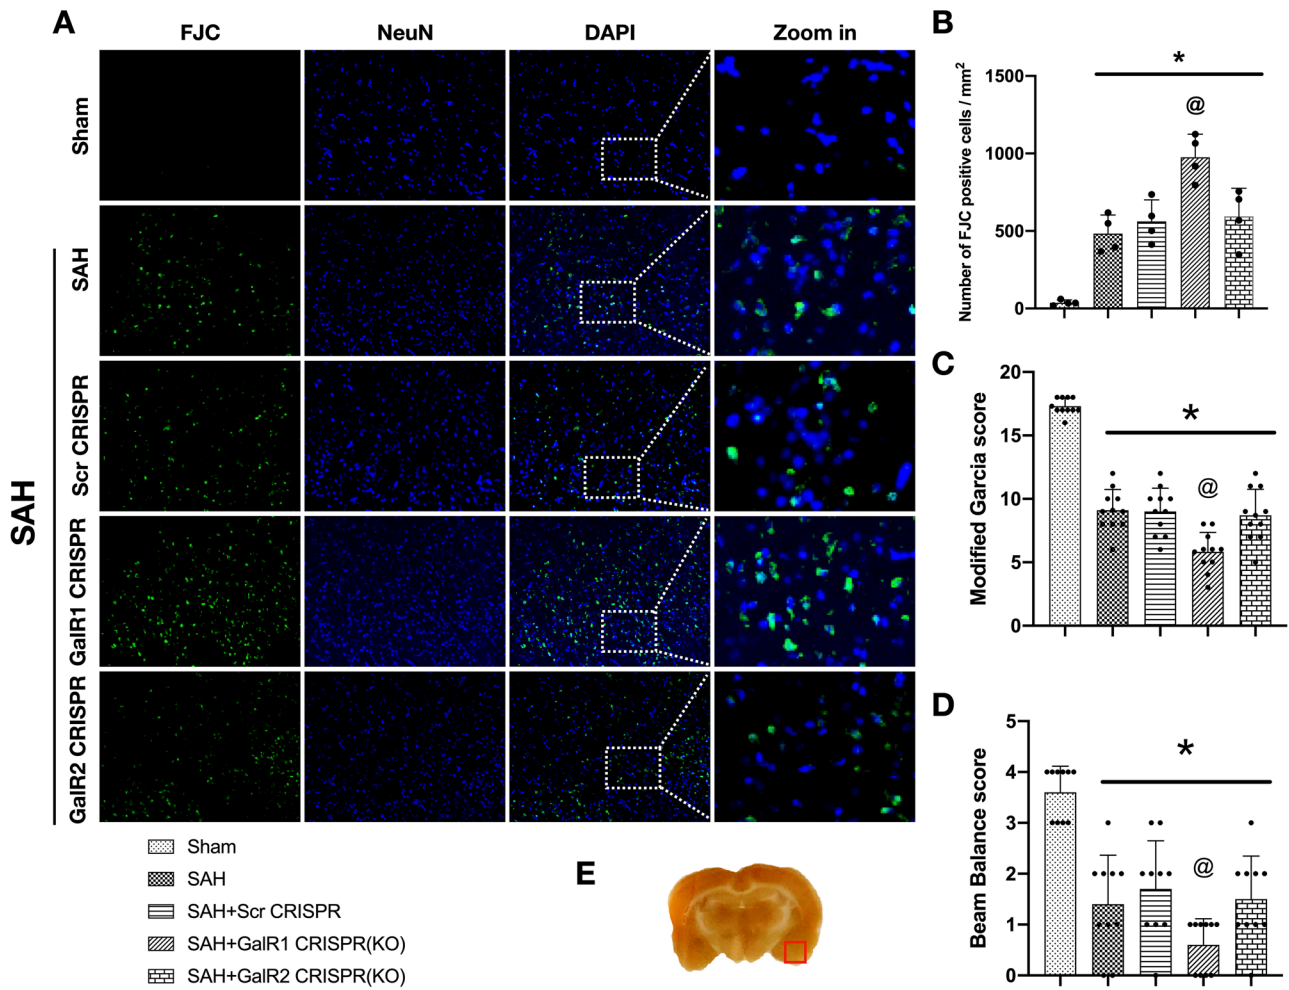 A
FJC
NeuN
DAPI
Zoom in
Sham
SAH
Scr CRISPR
GalR1 CRISPR
GalR2 CRISPR
SAH
Sham
SAH
SAH+Scr CRISPR
SAH+GalR1 CRISPR(KO)
SAH+GalR2 CRISPR(KO)
B
Number of FJC positive cells / mm²
1500
1000
500
0
*
@
C
Modified Garcia score
20
15
10
5
0
*
@
D
Beam Balance score
5
4
3
2
1
0
*
@
E